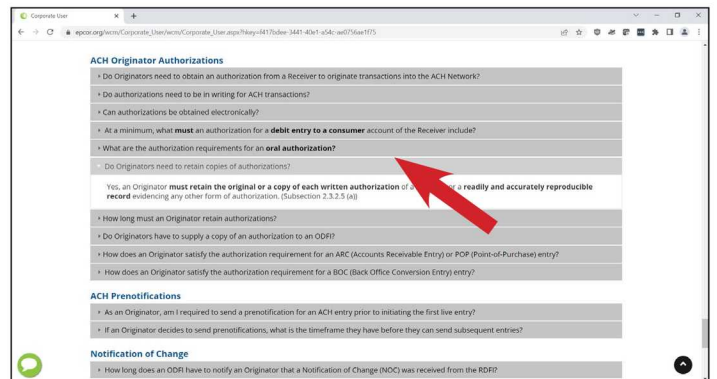 Corporate User
epcor.org/wcm/Corporate_User/wcm/Corporate_User.aspx?hkey=f417bdee-3441-40e1-a54c-ae0756ae1f75
ACH Originator Authorizations
Do Originators need to obtain an authorization from a Receiver to originate transactions into the ACH Network?
Do authorizations need to be in writing for ACH transactions?
Can authorizations be obtained electronically?
At a minimum, what must an authorization for a debit entry to a consumer account of the Receiver include?
What are the authorization requirements for an oral authorization?
Do Originators need to retain copies of authorizations?
Yes, an Originator must retain the original or a copy of each written authorization of a or a readily and accurately reproducible
record evidencing any other form of authorization. (Subsection 2.3.2.5 (a))
How long must an Originator retain authorizations?
Do Originators have to supply a copy of an authorization to an ODFI?
How does an Originator satisfy the authorization requirement for an ARC (Accounts Receivable Entry) or POP (Point-of-Purchase) entry?
How does an Originator satisfy the authorization requirement for a BOC (Back Office Conversion Entry) entry?
ACH Prenotifications
As an Originator, am I required to send a prenotification for an ACH entry prior to initiating the first live entry?
If an Originator decides to send prenotifications, what is the timeframe they have before they can send subsequent entries?
Notification of Change
How long does an ODFI have to notify an Originator that a Notification of Change (NOC) was received from the RDFI?